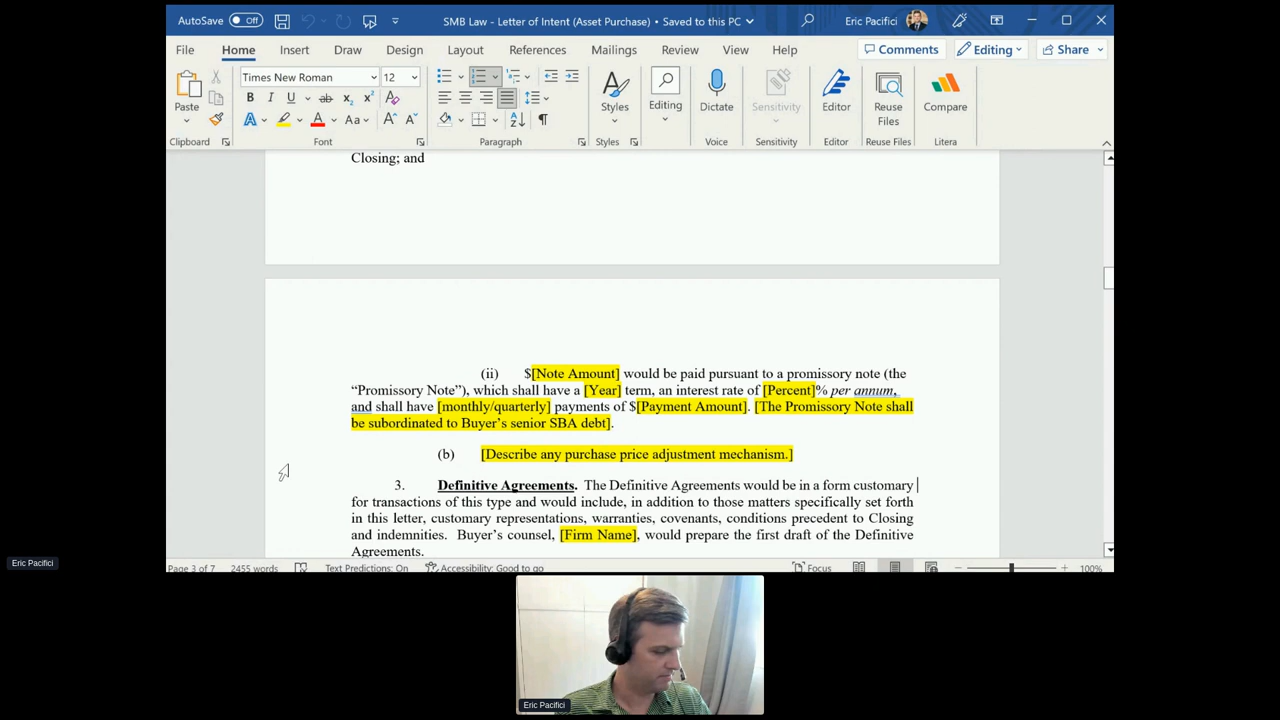 AutoSave Off SMB Law - Letter of Intent (Asset Purchase) • Saved to this PC Eric Pacifici
File Home Insert Draw Design Layout References Mailings Review View Help Comments Editing Share
Times New Roman 12
Paste Styles Editing Dictate Sensitivity Editor Reuse Files Compare
Clipboard Font Paragraph Styles Voice Sensitivity Editor Reuse Files Litera
Closing; and
(ii) $[Note Amount] would be paid pursuant to a promissory note (the
“Promissory Note”), which shall have a [Year] term, an interest rate of [Percent]% per annum,
and shall have [monthly/quarterly] payments of $[Payment Amount]. [The Promissory Note shall
be subordinated to Buyer’s senior SBA debt].
(b) [Describe any purchase price adjustment mechanism.]
3. Definitive Agreements. The Definitive Agreements would be in a form customary
for transactions of this type and would include, in addition to those matters specifically set forth
in this letter, customary representations, warranties, covenants, conditions precedent to Closing
and indemnities. Buyer’s counsel, [Firm Name], would prepare the first draft of the Definitive
Agreements.
Page 3 of 7 2455 words Text Predictions: On Accessibility: Good to go Focus 100%
Eric Pacifici
Eric Pacifici